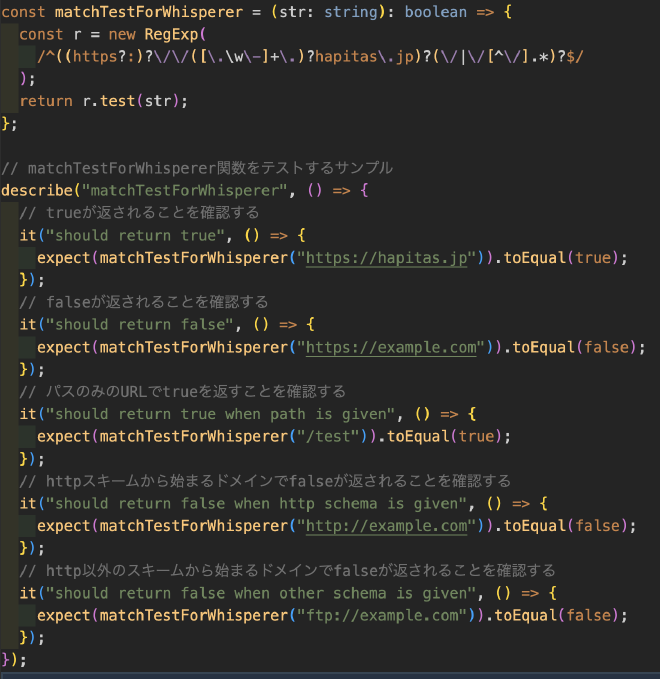 const matchTestForWhisperer = (str: string): boolean => {
  const r = new RegExp(
    /^((https?:)?\/\/([\.\w\-]+\.)?hapitas\.jp)?(\/|\/[^\/].*)?$/
  );
  return r.test(str);
};

// matchTestForWhisperer関数をテストするサンプル
describe("matchTestForWhisperer", () => {
  // trueが返されることを確認する
  it("should return true", () => {
    expect(matchTestForWhisperer("https://hapitas.jp")).toEqual(true);
  });
  // falseが返されることを確認する
  it("should return false", () => {
    expect(matchTestForWhisperer("https://example.com")).toEqual(false);
  });
  // パスのみのURLでtrueを返すことを確認する
  it("should return true when path is given", () => {
    expect(matchTestForWhisperer("/test")).toEqual(true);
  });
  // httpスキームから始まるドメインでfalseが返されることを確認する
  it("should return false when http schema is given", () => {
    expect(matchTestForWhisperer("http://example.com")).toEqual(false);
  });
  // http以外のスキームから始まるドメインでfalseが返されることを確認する
  it("should return false when other schema is given", () => {
    expect(matchTestForWhisperer("ftp://example.com")).toEqual(false);
  });
});